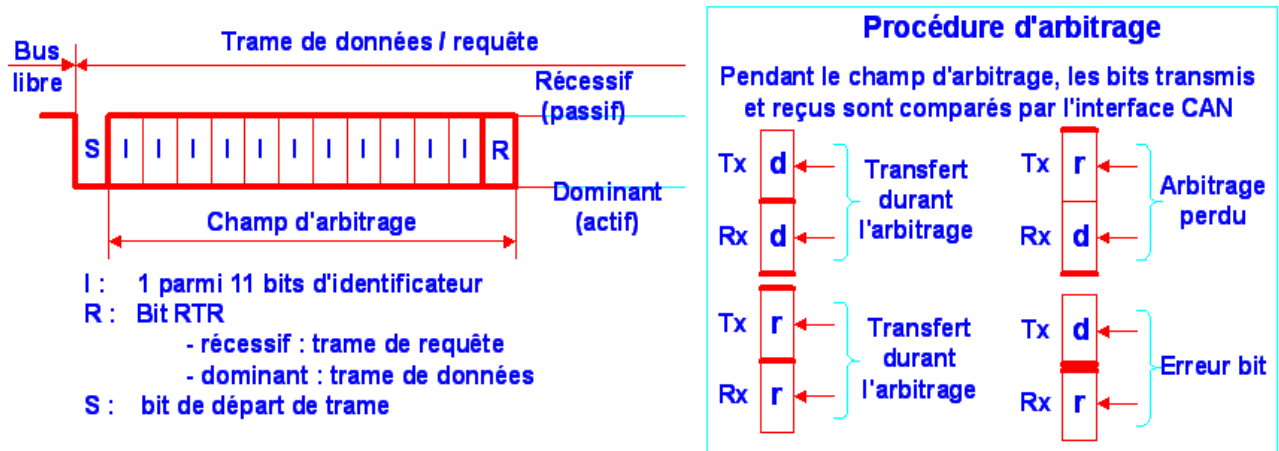 Bus
libre
Trame de données / requête
Récessif
(passif)
S I I I I I I I I I I I R
Dominant
(actif)
Champ d'arbitrage
I : 1 parmi 11 bits d'identificateur
R : Bit RTR
- récessif : trame de requête
- dominant : trame de données
S : bit de départ de trame
Procédure d'arbitrage
Pendant le champ d'arbitrage, les bits transmis
et reçus sont comparés par l'interface CAN
Tx d
Rx d
Transfert
durant
l'arbitrage
Tx r
Rx d
Arbitrage
perdu
Tx r
Rx r
Transfert
durant
l'arbitrage
Tx d
Rx r
Erreur bit